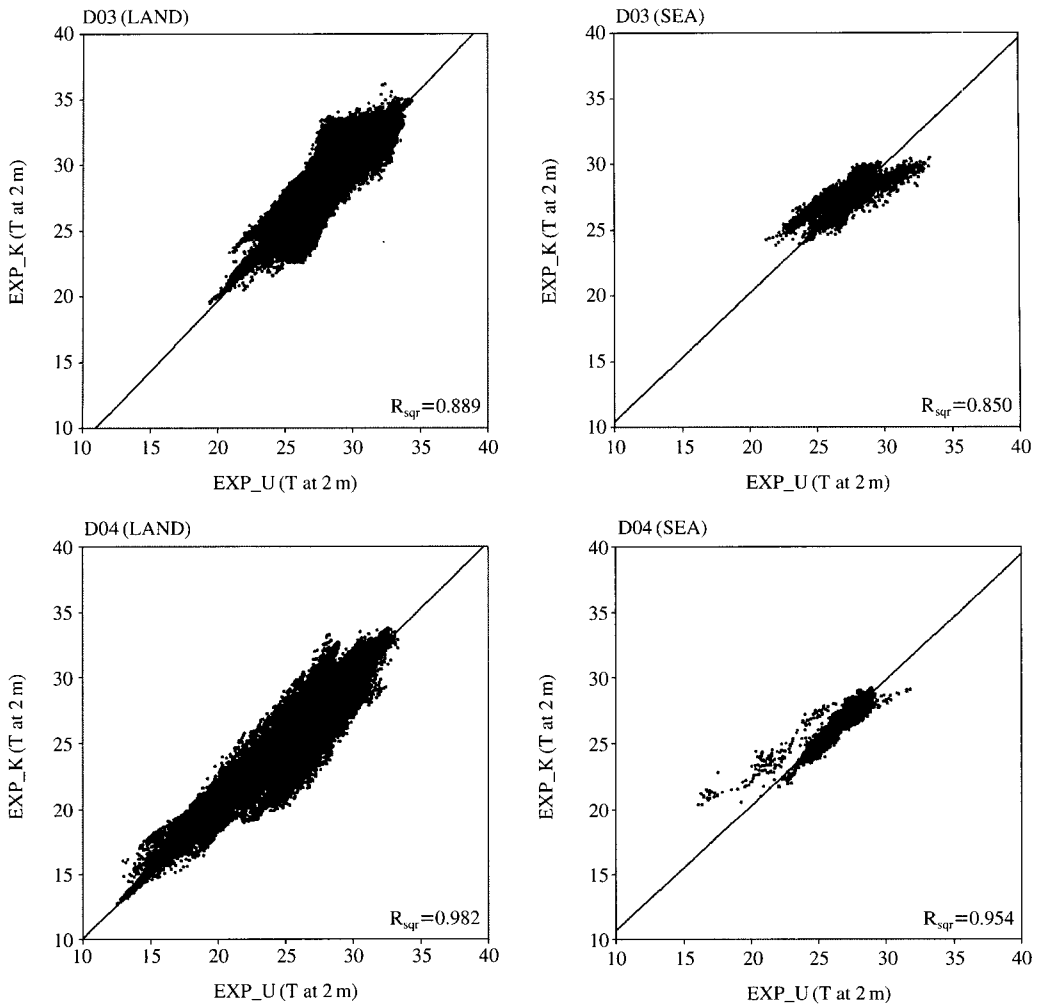 D03 (LAND)
40
35
30
25
20
15
10
EXP_K (T at 2 m)
R_sqr=0.889
10 15 20 25 30 35 40
EXP_U (T at 2 m)
D03 (SEA)
40
35
30
25
20
15
10
EXP_K (T at 2 m)
R_sqr=0.850
10 15 20 25 30 35 40
EXP_U (T at 2 m)
D04 (LAND)
40
35
30
25
20
15
10
EXP_K (T at 2 m)
R_sqr=0.982
10 15 20 25 30 35 40
EXP_U (T at 2 m)
D04 (SEA)
40
35
30
25
20
15
10
EXP_K (T at 2 m)
R_sqr=0.954
10 15 20 25 30 35 40
EXP_U (T at 2 m)